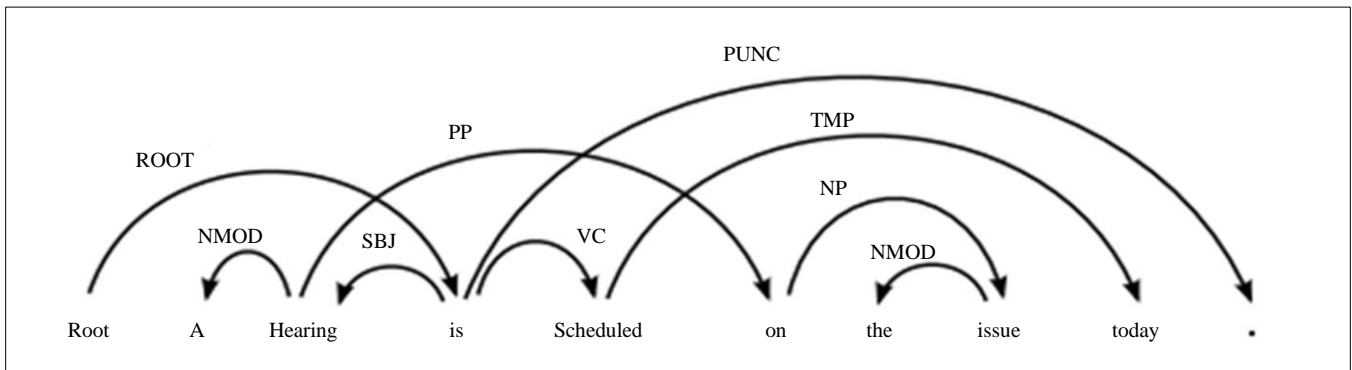 PUNC
TMP
PP
ROOT
NP
NMOD SBJ VC NMOD
Root A Hearing is Scheduled on the issue today .